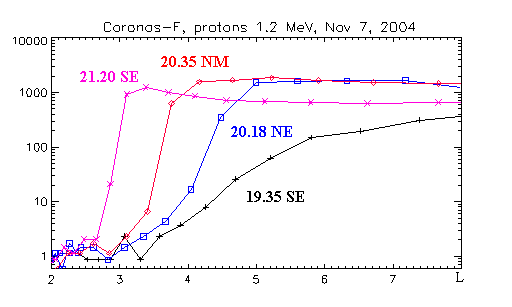 Coronas-F, protons 1.2 MeV, Nov 7, 2004
10000
1000
100
10
1
21.20 SE
20.35 NM
20.18 NE
19.35 SE
2 3 4 5 6 7 L